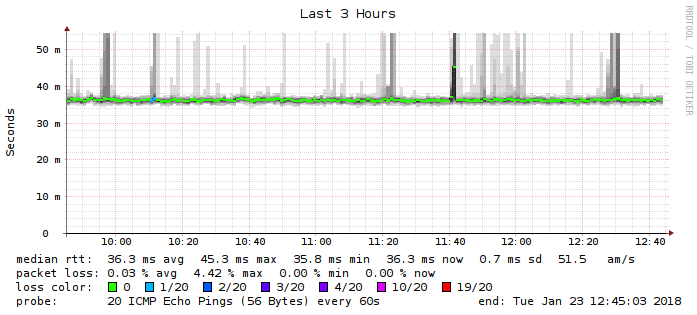 Last 3 Hours
RRDTOOL / TOBI OETIKER
Seconds
50 m
40 m
30 m
20 m
10 m
0
10:00 10:20 10:40 11:00 11:20 11:40 12:00 12:20 12:40
median rtt: 36.3 ms avg 45.3 ms max 35.8 ms min 36.3 ms now 0.7 ms sd 51.5 am/s
packet loss: 0.03 % avg 4.42 % max 0.00 % min 0.00 % now
loss color: 0 1/20 2/20 3/20 4/20 10/20 19/20
probe: 20 ICMP Echo Pings (56 Bytes) every 60s end: Tue Jan 23 12:45:03 2018